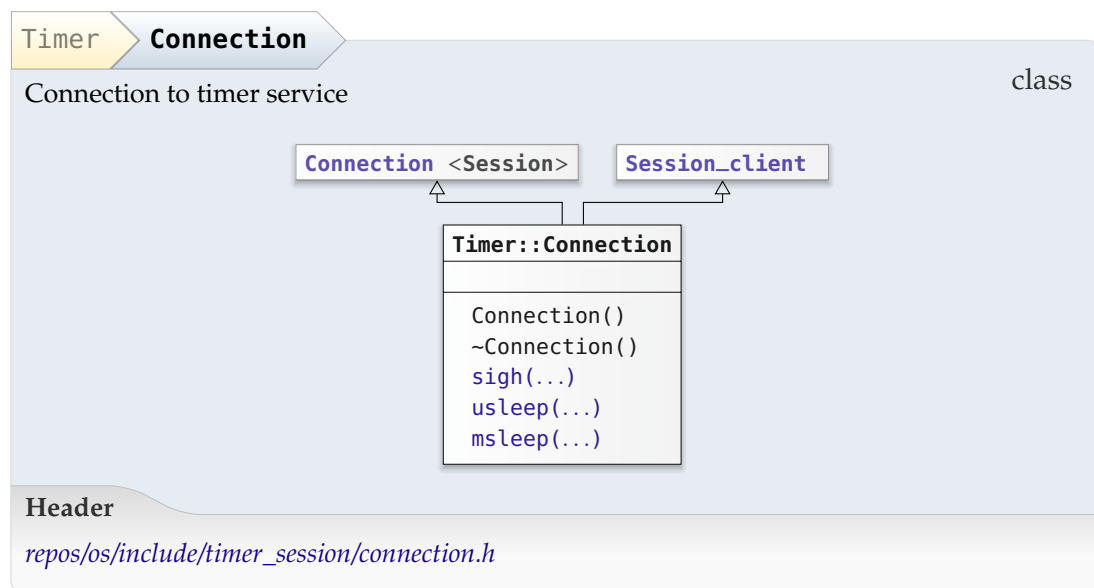 Timer Connection
class
Connection to timer service
Connection <Session> Session_client
Timer::Connection
Connection()
~Connection()
sigh(...)
usleep(...)
msleep(...)
Header
repos/os/include/timer_session/connection.h